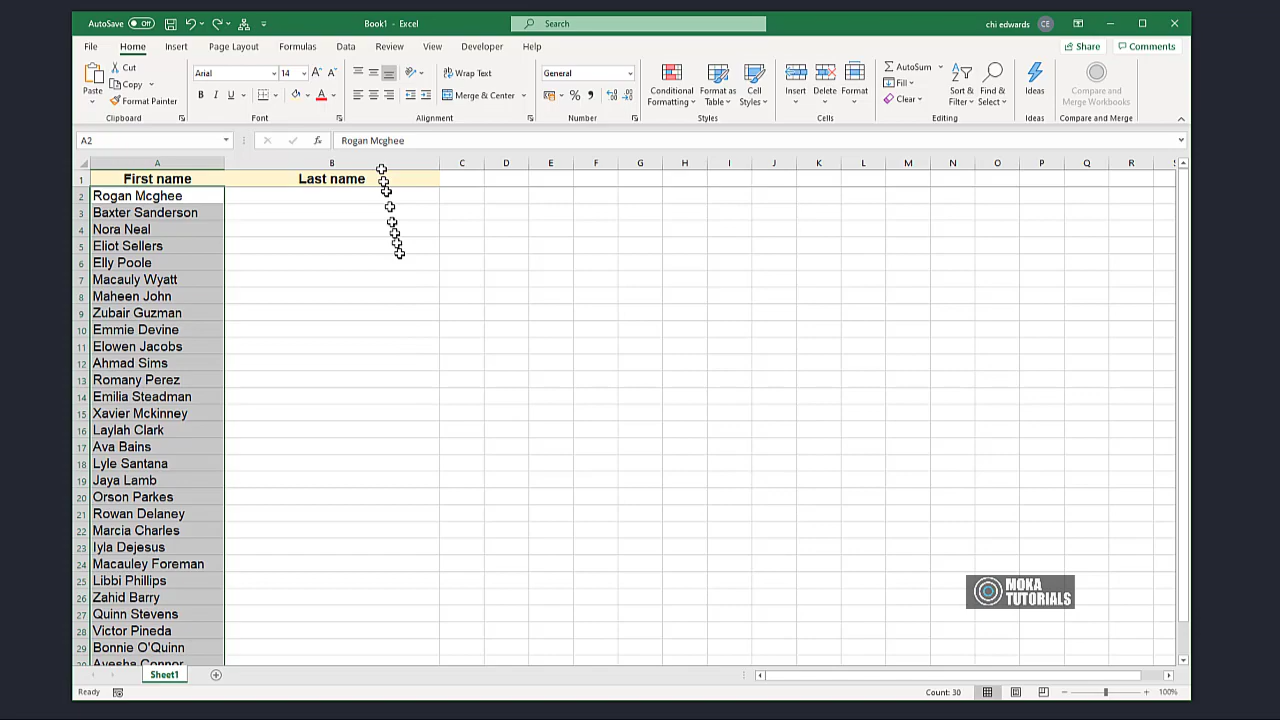 AutoSave Off Book1 - Excel Search chi edwards CE
File Home Insert Page Layout Formulas Data Review View Developer Help Share Comments
Paste Cut Copy Format Painter Clipboard
Arial 14 A A B I U A Font
Wrap Text Merge & Center Alignment
General % , Number
Conditional Formatting Format as Table Cell Styles Styles
Insert Delete Format Cells
AutoSum Fill Clear Sort & Filter Find & Select Editing
Ideas Ideas
Compare and Merge Workbooks Compare and Merge
A2 fx Rogan Mcghee
A B C D E F G H I J K L M N O P Q R S
1 First name Last name
2 Rogan Mcghee
3 Baxter Sanderson
4 Nora Neal
5 Eliot Sellers
6 Elly Poole
7 Macauly Wyatt
8 Maheen John
9 Zubair Guzman
10 Emmie Devine
11 Elowen Jacobs
12 Ahmad Sims
13 Romany Perez
14 Emilia Steadman
15 Xavier Mckinney
16 Laylah Clark
17 Ava Bains
18 Lyle Santana
19 Jaya Lamb
20 Orson Parkes
21 Rowan Delaney
22 Marcia Charles
23 Iyla Dejesus
24 Macauley Foreman
25 Libbi Phillips
26 Zahid Barry
27 Quinn Stevens
28 Victor Pineda
29 Bonnie O'Quinn
30 Ayesha Connor
MOKA
TUTORIALS
Sheet1
Ready Count: 30 100%